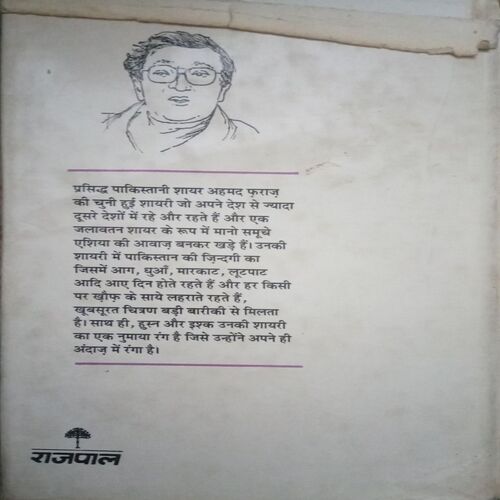 प्रसिद्ध पाकिस्तानी शायर अहमद फ़राज़
की चुनी हुई शायरी जो अपने देश से ज्यादा
दूसरे देशों में रहे और रहते हैं और एक
जलावतन शायर के रूप में मानो समूचे
एशिया की आवाज़ बनकर खड़े हैं। उनकी
शायरी में पाकिस्तान की ज़िन्दगी का
जिसमें आग, धुआँ, मारकाट, लूटपाट
आदि आए दिन होते रहते हैं और हर किसी
पर ख़ौफ़ के साये लहराते रहते हैं,
खूबसूरत चित्रण बड़ी बारीकी से मिलता
है। साथ ही, हुस्न और इश्क उनकी शायरी
का एक नुमाया रंग है जिसे उन्होंने अपने ही
अंदाज़ में रंगा है।
राजपाल